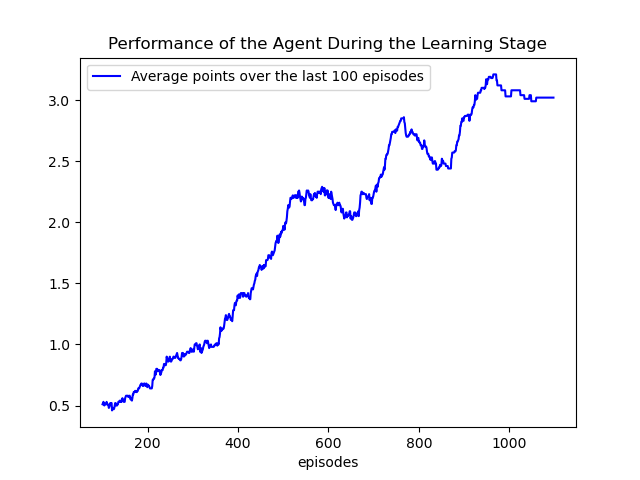 Performance of the Agent During the Learning Stage
Average points over the last 100 episodes
3.0
2.5
2.0
1.5
1.0
0.5
200 400 600 800 1000
episodes